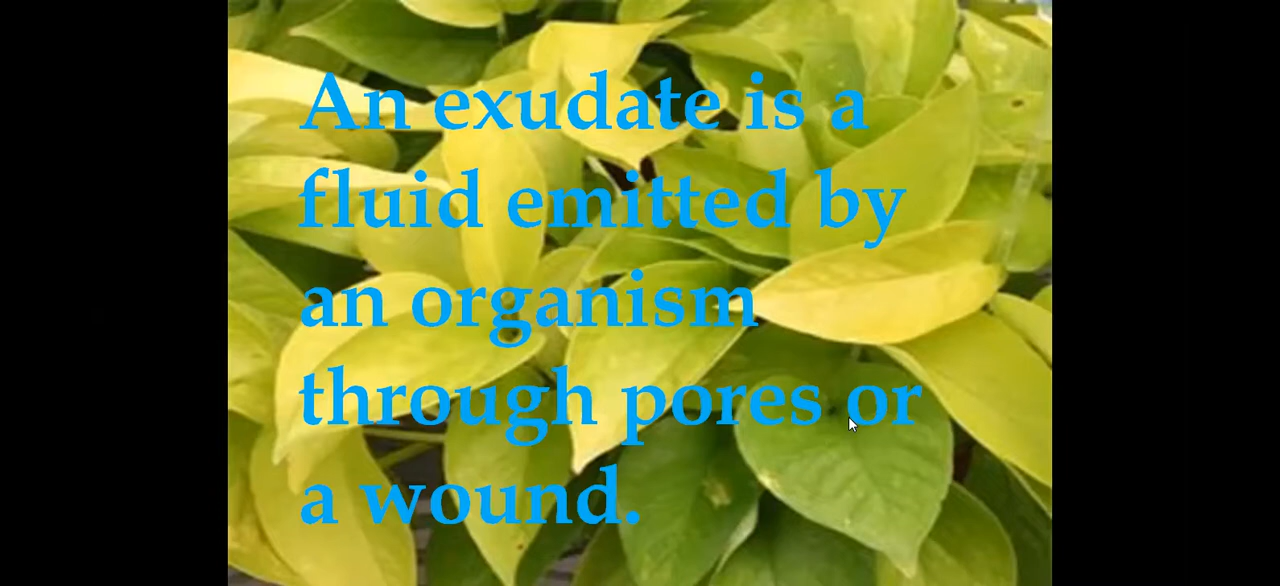 An exudate is a
fluid emitted by
an organism
through pores or
a wound.